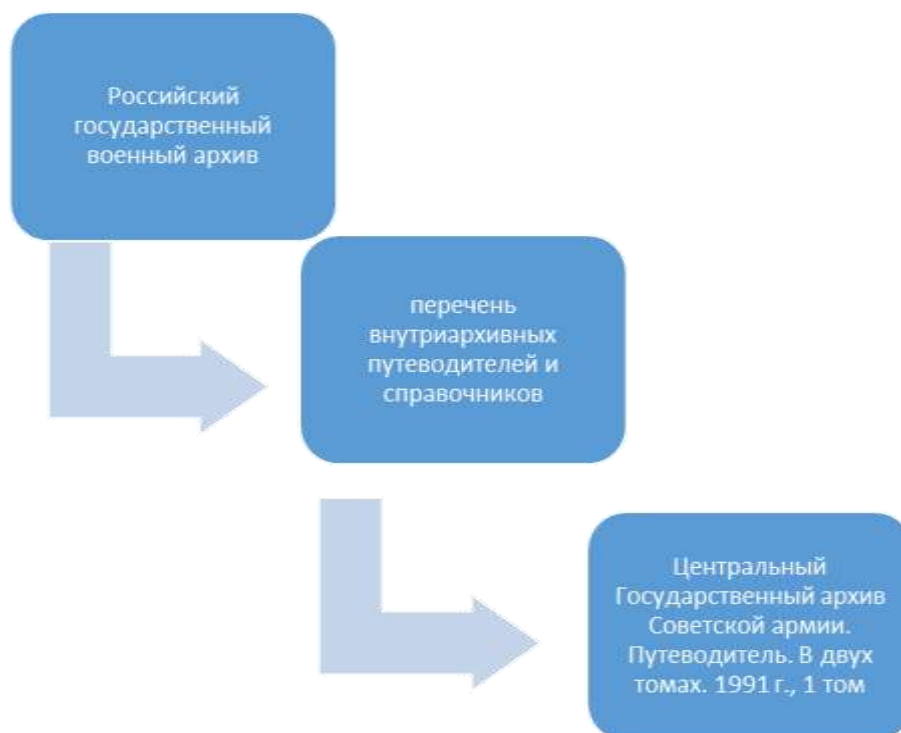 Российский
государственный
военный архив
перечень
внутриархивных
путеводителей и
справочников
Центральный
Государственный архив
Советской армии.
Путеводитель. В двух
томах. 1991 г., 1 том